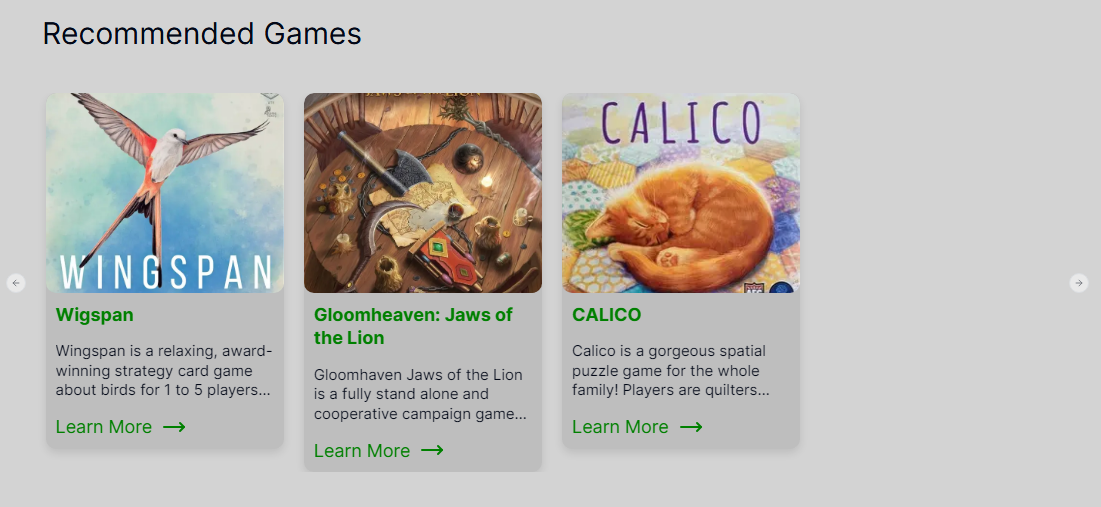 Recommended Games
WINGSPAN
CALICO
Wigspan
Wingspan is a relaxing, award-
winning strategy card game
about birds for 1 to 5 players...
Learn More
Gloomheaven: Jaws of
the Lion
Gloomhaven Jaws of the Lion
is a fully stand alone and
cooperative campaign game...
Learn More
CALICO
Calico is a gorgeous spatial
puzzle game for the whole
family! Players are quilters...
Learn More